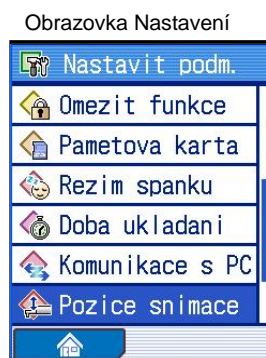 Obrazovka Nastavení
Nastavit podm.
Omezit funkce
Pametova karta
Rezim spanku
Doba ukladani
Komunikace s PC
Pozice snimace